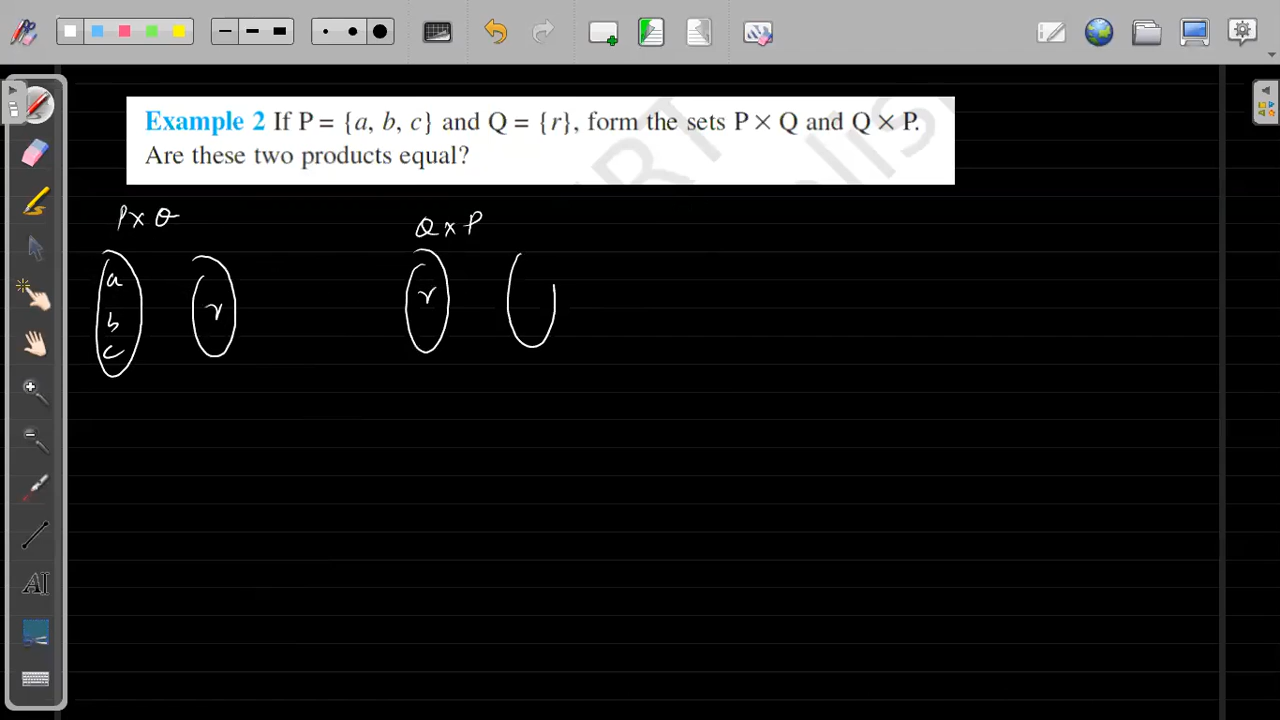 Example 2 If P = {a, b, c} and Q = {r}, form the sets P × Q and Q × P.
Are these two products equal?
P x Q
Q x P
a
b
c
r
r